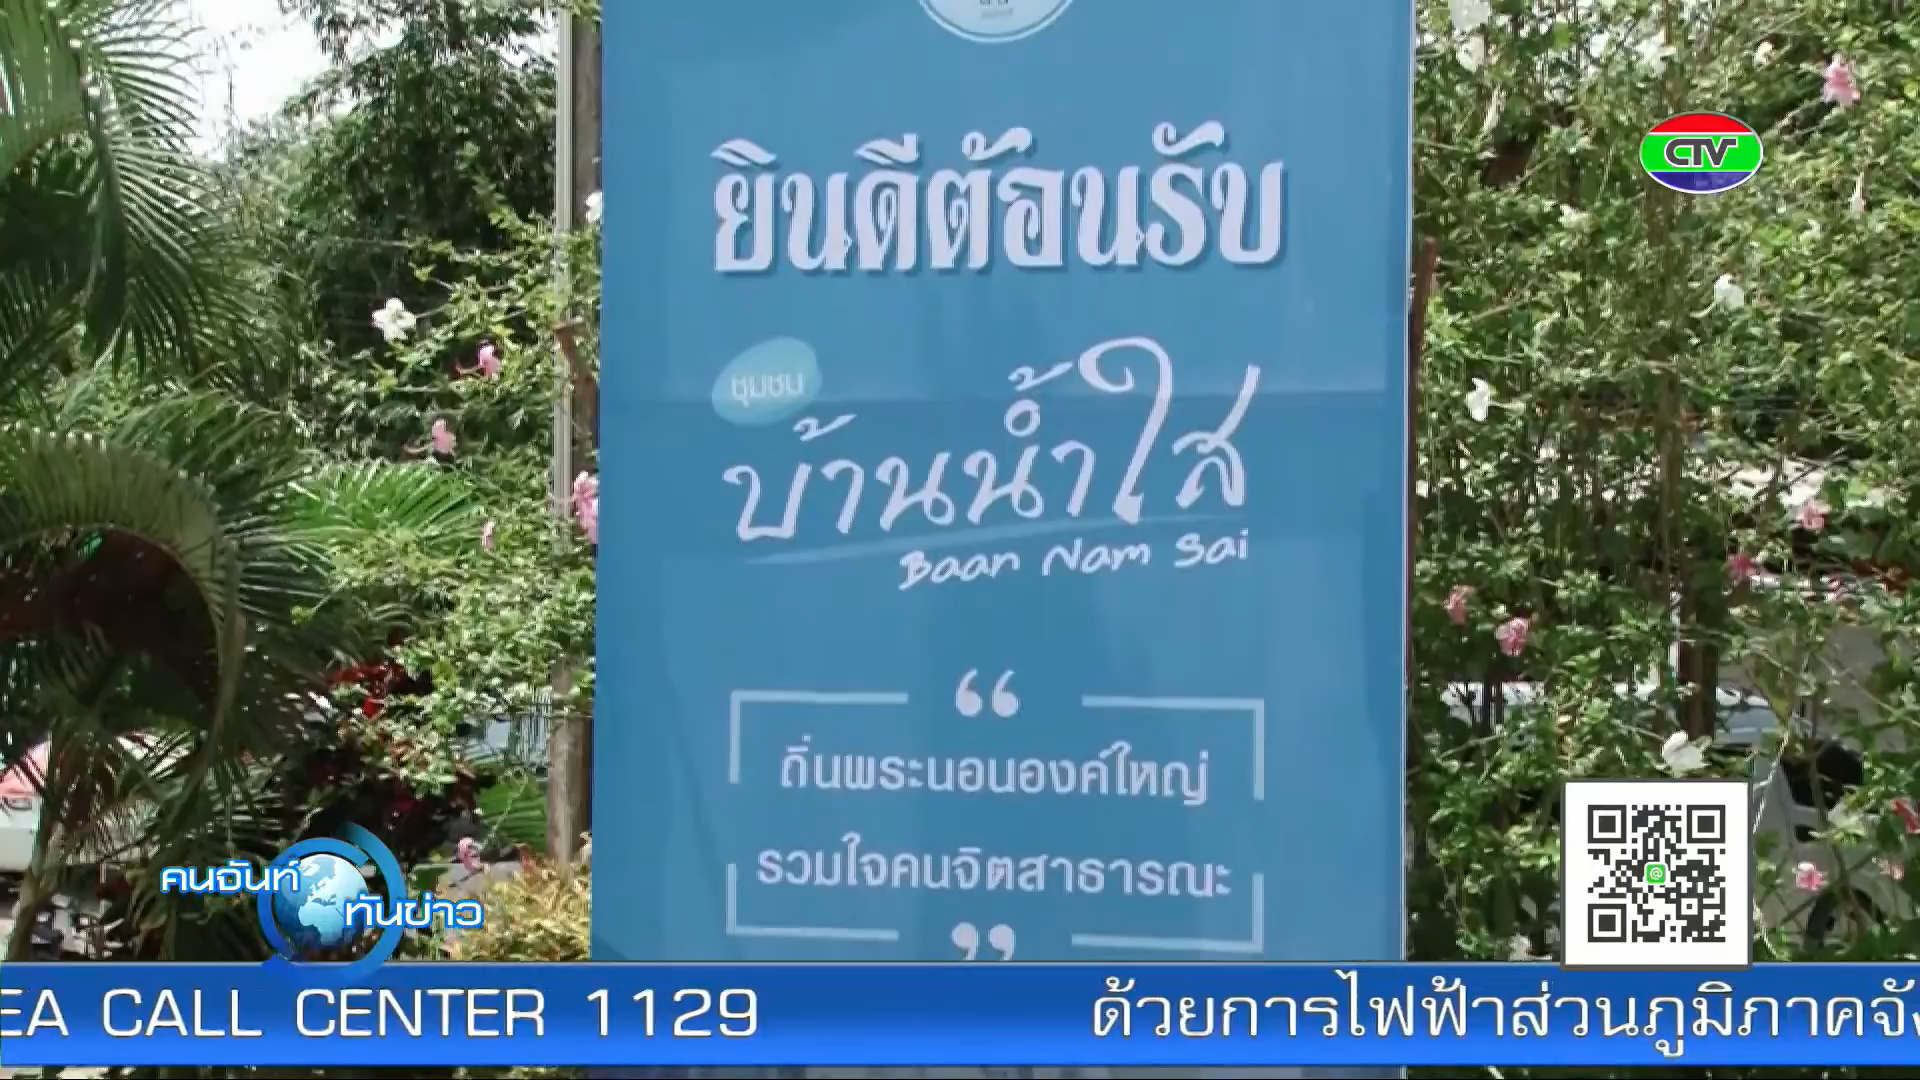 CTV
ยินดีต้อนรับ
ชุมชน
บ้านน้ำใส
Baan Nam Sai
“
ถิ่นพระนอนองค์ใหญ่
รวมใจคนจิตสาธารณะ
”
คนจันท์
ทันข่าว
EA CALL CENTER 1129 ด้วยการไฟฟ้าส่วนภูมิภาคจั